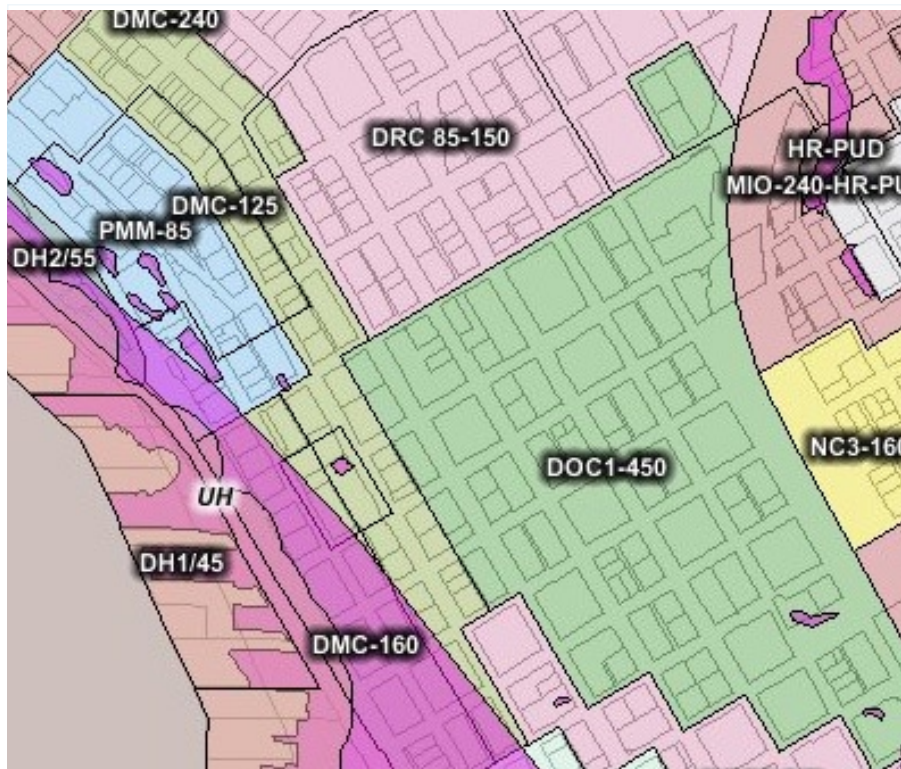 DMC-240
DRC 85-150
HR-PUD
MIO-240-HR-PU
DMC-125
PMM-85
DH2/55
NC3-160
DOC1-450
UH
DH1/45
DMC-160